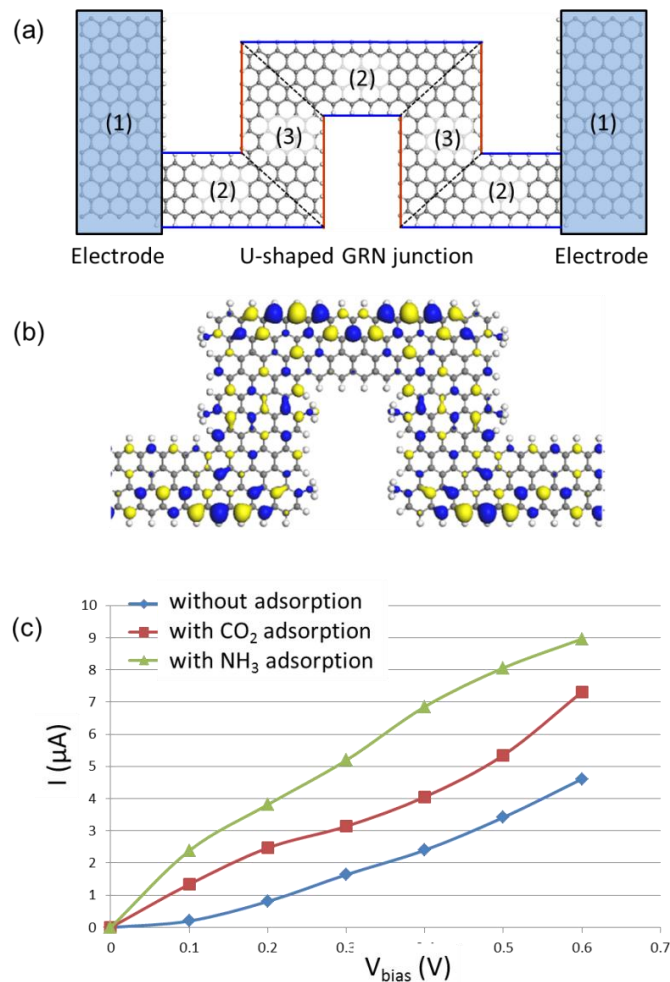 (a)
(1) (2) (3) (2) (3) (2) (1)
Electrode U-shaped GRN junction Electrode
(b)
(c)
without adsorption
with CO₂ adsorption
with NH₃ adsorption
I (μA)
10
9
8
7
6
5
4
3
2
1
0
0 0.1 0.2 0.5 0.6 0.7
V_bias (V)